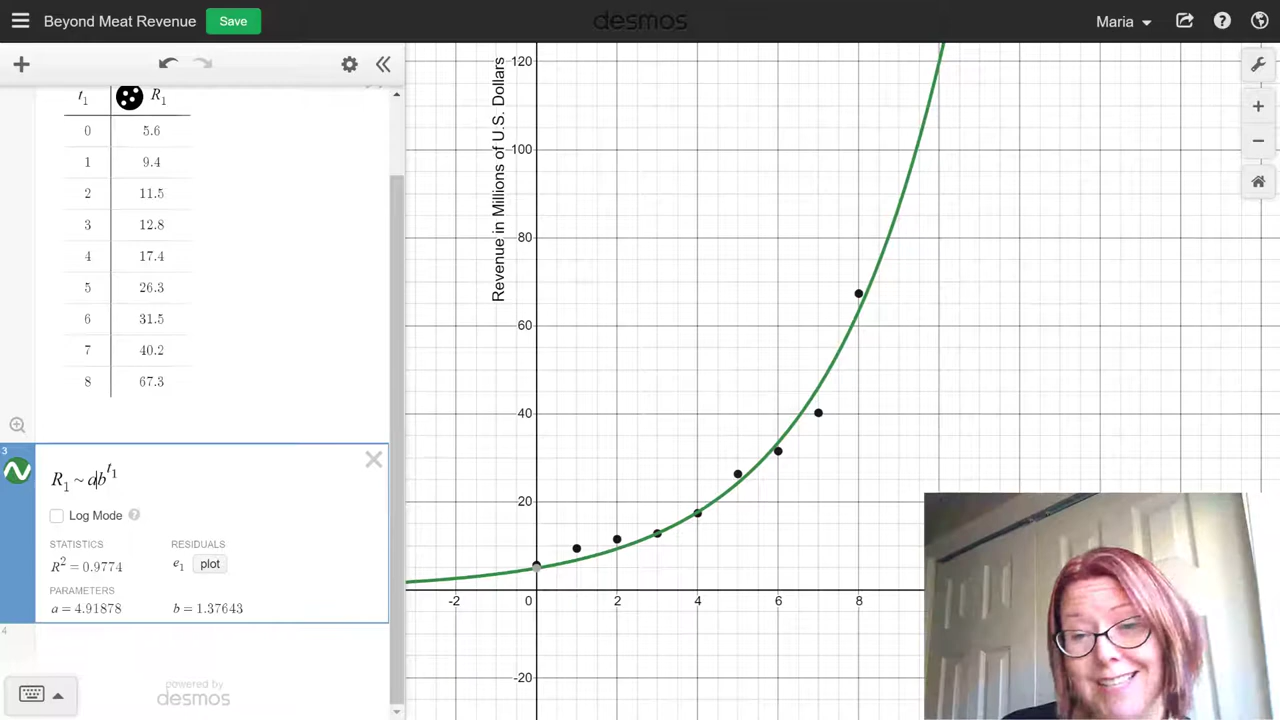 Beyond Meat Revenue Save desmos Maria
t₁ R₁
0 5.6
1 9.4
2 11.5
3 12.8
4 17.4
5 26.3
6 31.5
7 40.2
8 67.3
3
R₁ ~ ab^t₁
Log Mode ?
STATISTICS RESIDUALS
R² = 0.9774 e₁ plot
PARAMETERS
a = 4.91878 b = 1.37643
4
powered by
desmos
Revenue in Millions of U.S. Dollars
120
100
80
60
40
20
-2 0 2 4 6 8
-20